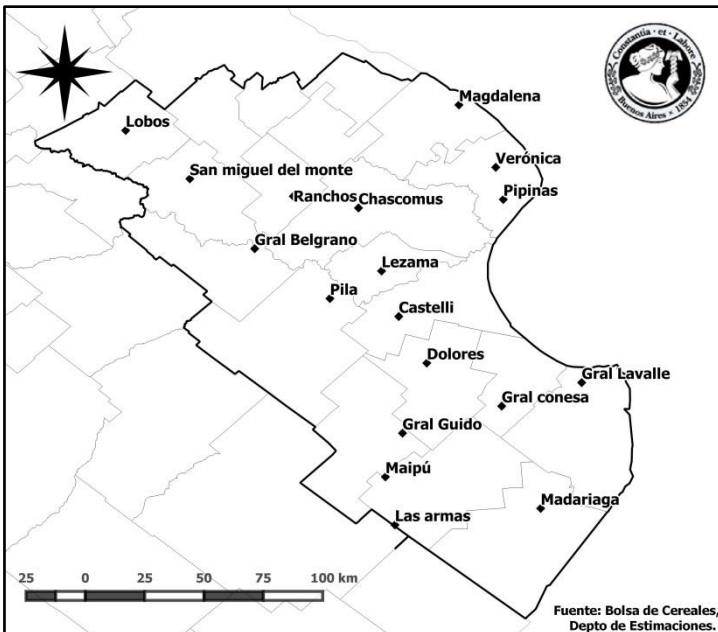 Constantia · et · Labore
Buenos Aires × 1854
Magdalena
Lobos
Verónica
San miguel del monte
Pipinas
Ranchos
Chascomus
Gral Belgrano
Lezama
Pila
Castelli
Dolores
Gral Lavalle
Gral conesa
Gral Guido
Maipú
Madariaga
Las armas
25 0 25 50 75 100 km
Fuente: Bolsa de Cereales,
Depto de Estimaciones.